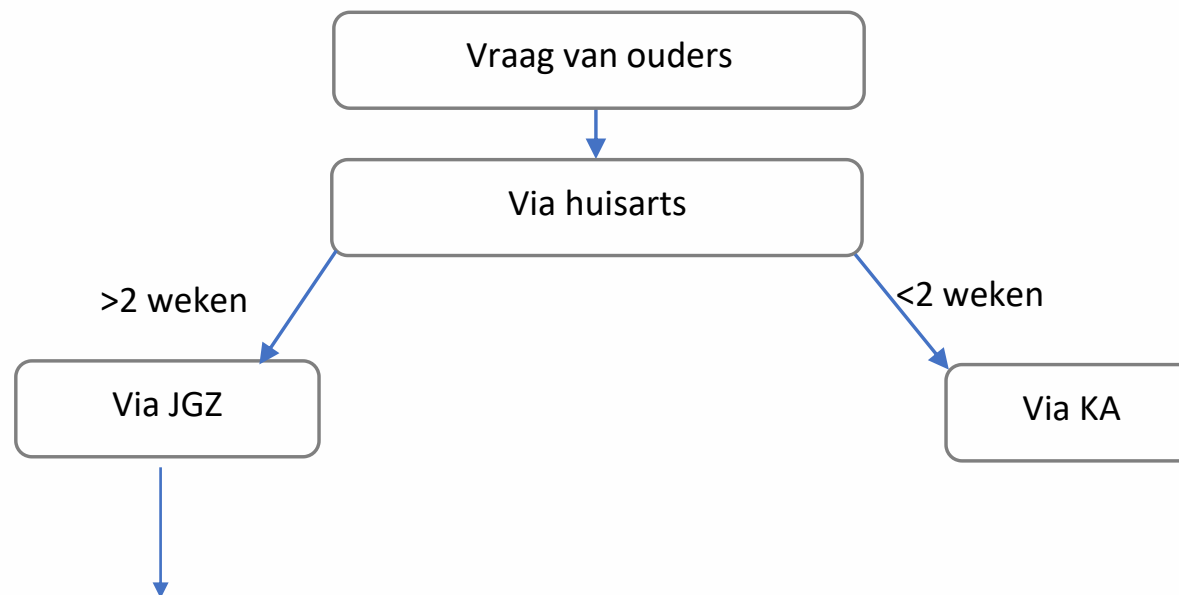 Vraag van ouders
Via huisarts
>2 weken
<2 weken
Via JGZ
Via KA